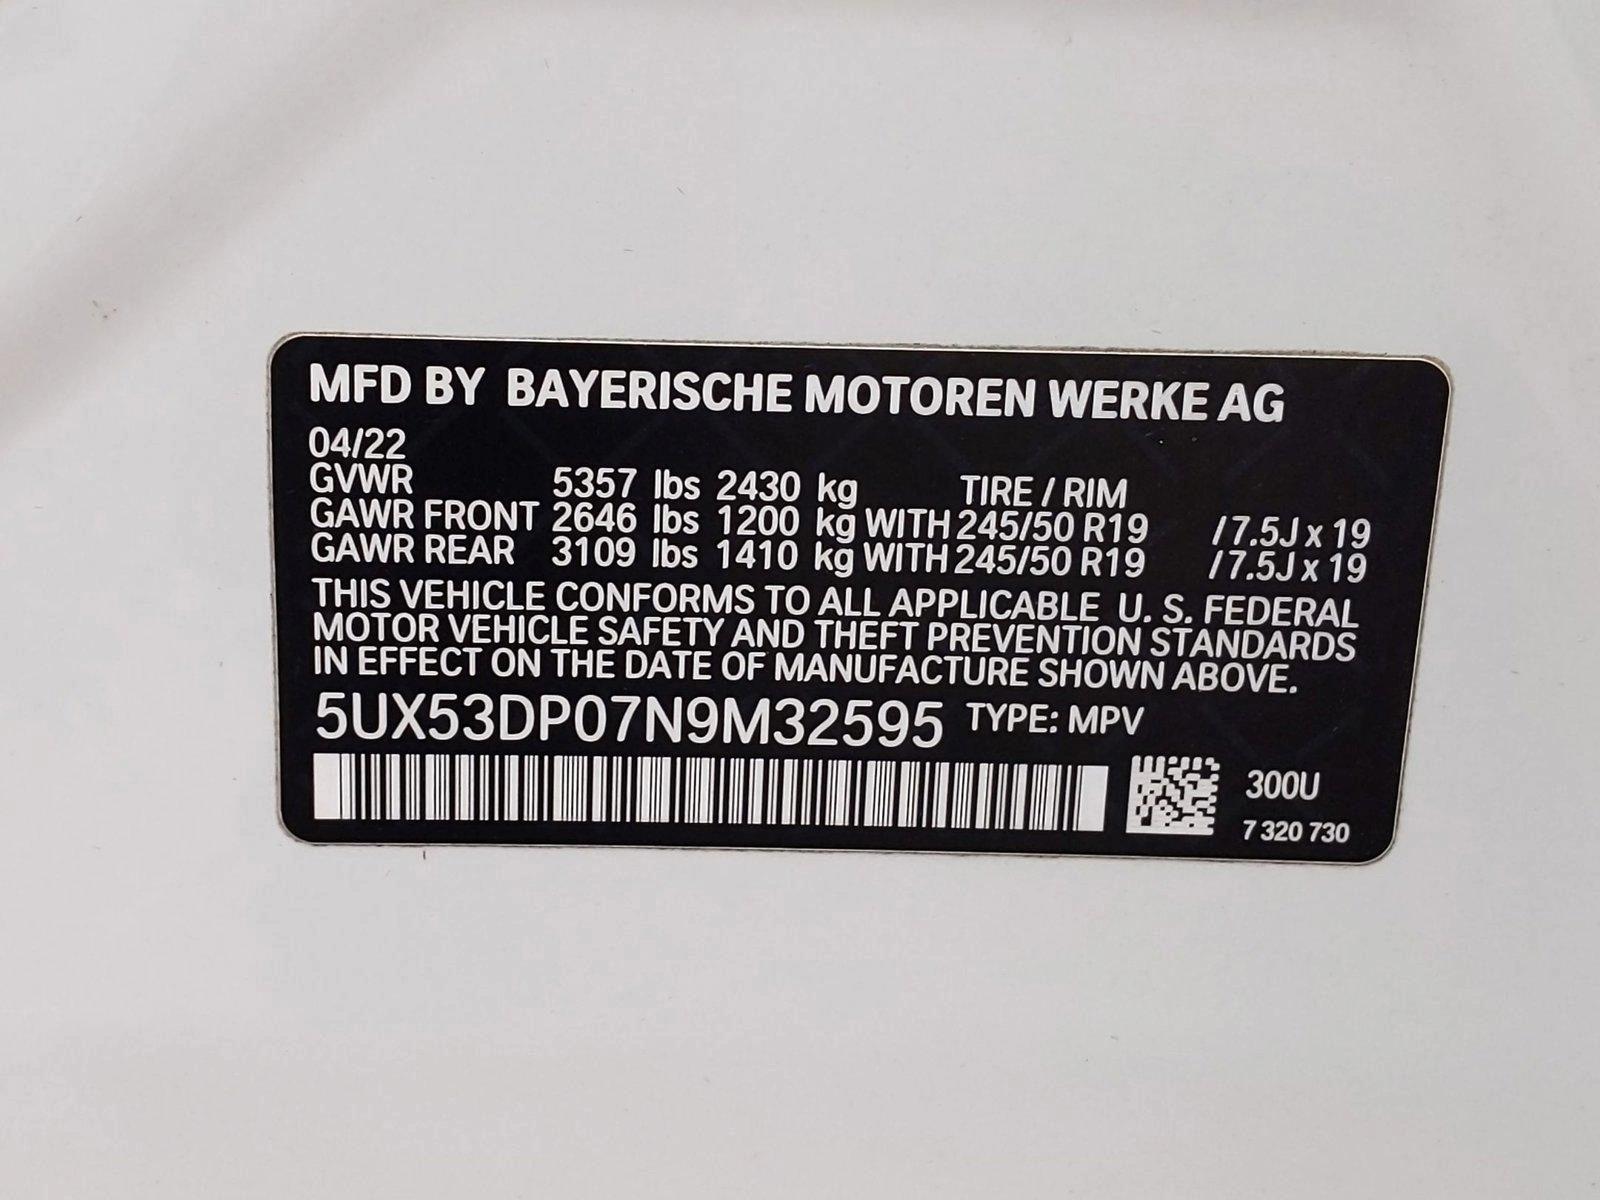 MFD BY BAYERISCHE MOTOREN WERKE AG
04/22
GVWR 5357 lbs 2430 kg TIRE / RIM
GAWR FRONT 2646 lbs 1200 kg WITH 245/50 R19 /7.5J x 19
GAWR REAR 3109 lbs 1410 kg WITH 245/50 R19 /7.5J x 19
THIS VEHICLE CONFORMS TO ALL APPLICABLE U. S. FEDERAL
MOTOR VEHICLE SAFETY AND THEFT PREVENTION STANDARDS
IN EFFECT ON THE DATE OF MANUFACTURE SHOWN ABOVE.
5UX53DP07N9M32595 TYPE: MPV
300U
7 320 730